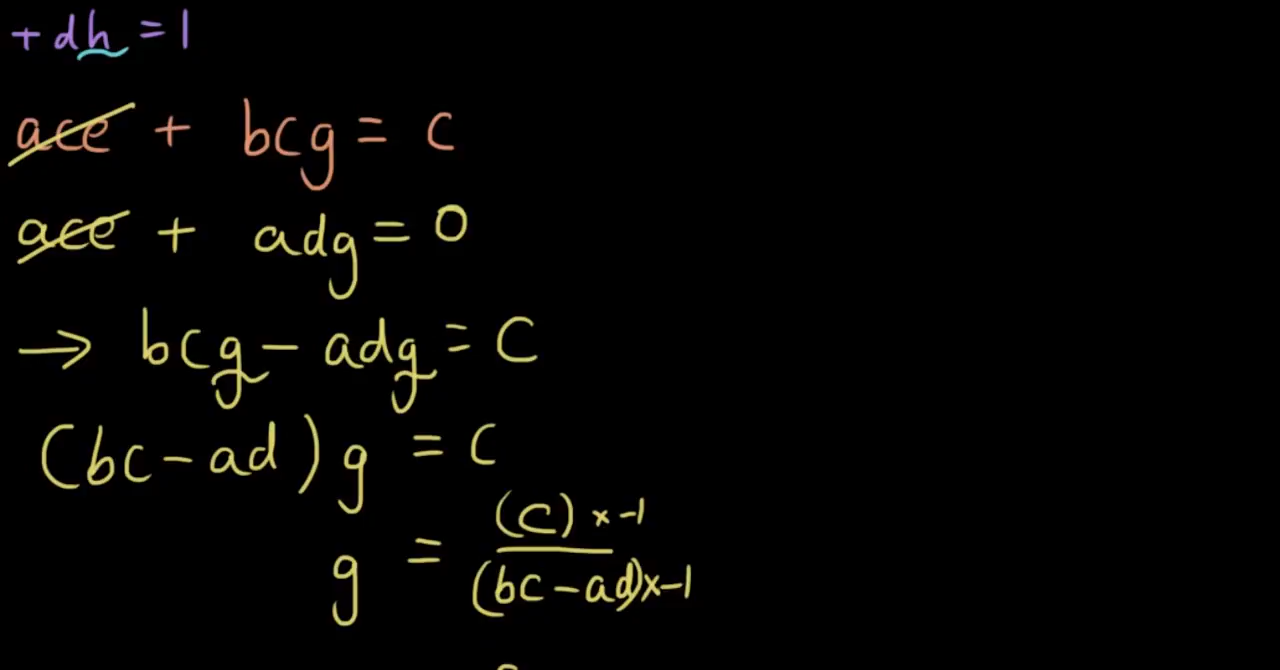 + dh = 1
ace + bcg = c
ace + adg = 0
→ bcg - adg = C
(bc - ad) g = c
(c) x -1
g =
(bc - ad) x -1